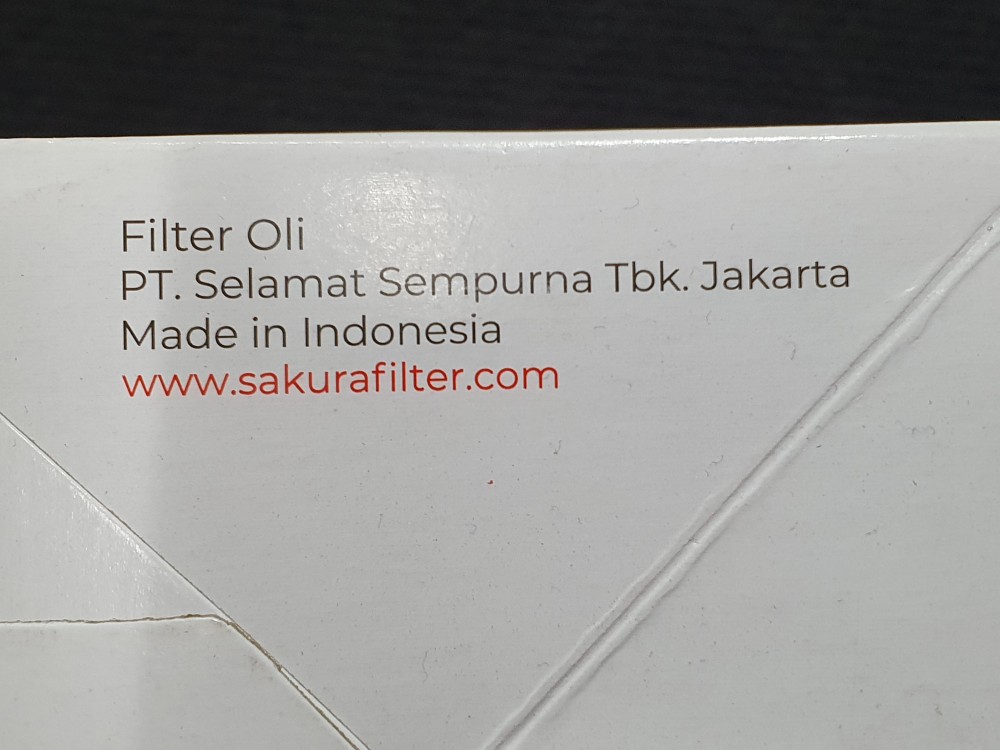 Filter Oli
PT. Selamat Sempurna Tbk. Jakarta
Made in Indonesia
www.sakurafilter.com